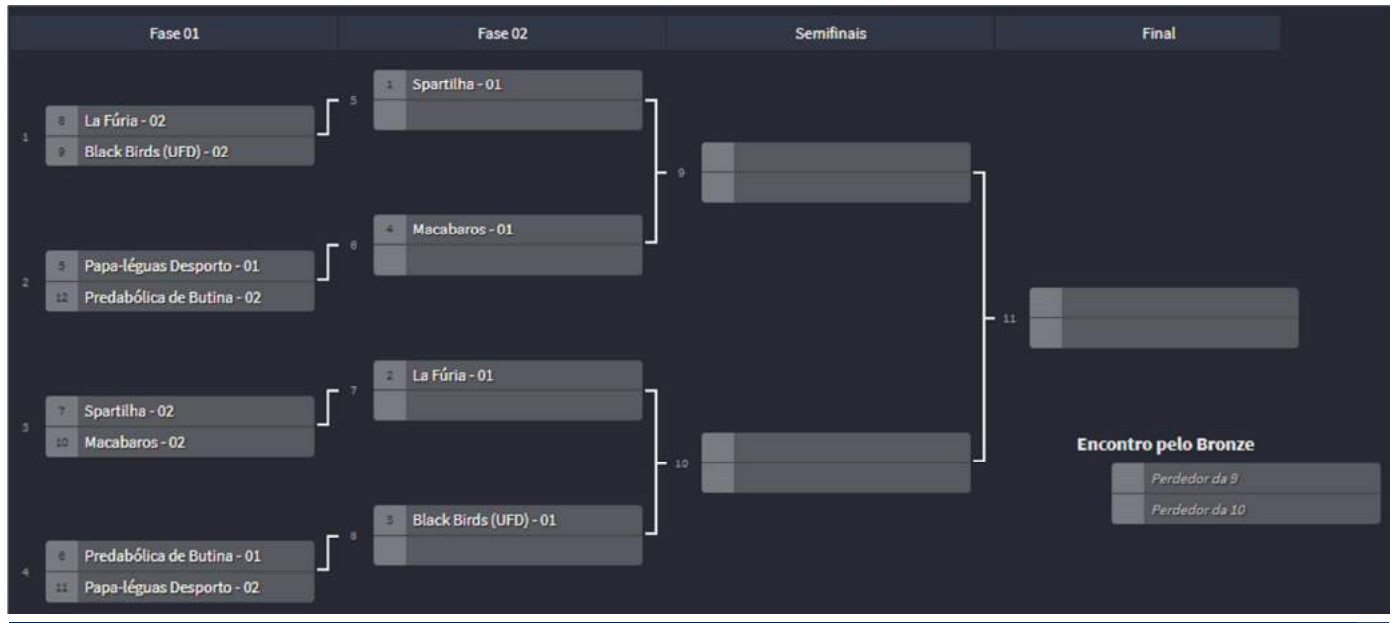 Fase 01
Fase 02
Semifinais
Final
1
8 La Fúria - 02
9 Black Birds (UFD) - 02
2
5 Papa-léguas Desporto - 01
12 Predabólica de Butina - 02
3
7 Spartilha - 02
10 Macabaros - 02
4
6 Predabólica de Butina - 01
11 Papa-léguas Desporto - 02
5
1 Spartilha - 01
6
4 Macabaros - 01
7
2 La Fúria - 01
8
3 Black Birds (UFD) - 01
9
10
11
Encontro pelo Bronze
Perdedor da 9
Perdedor da 10